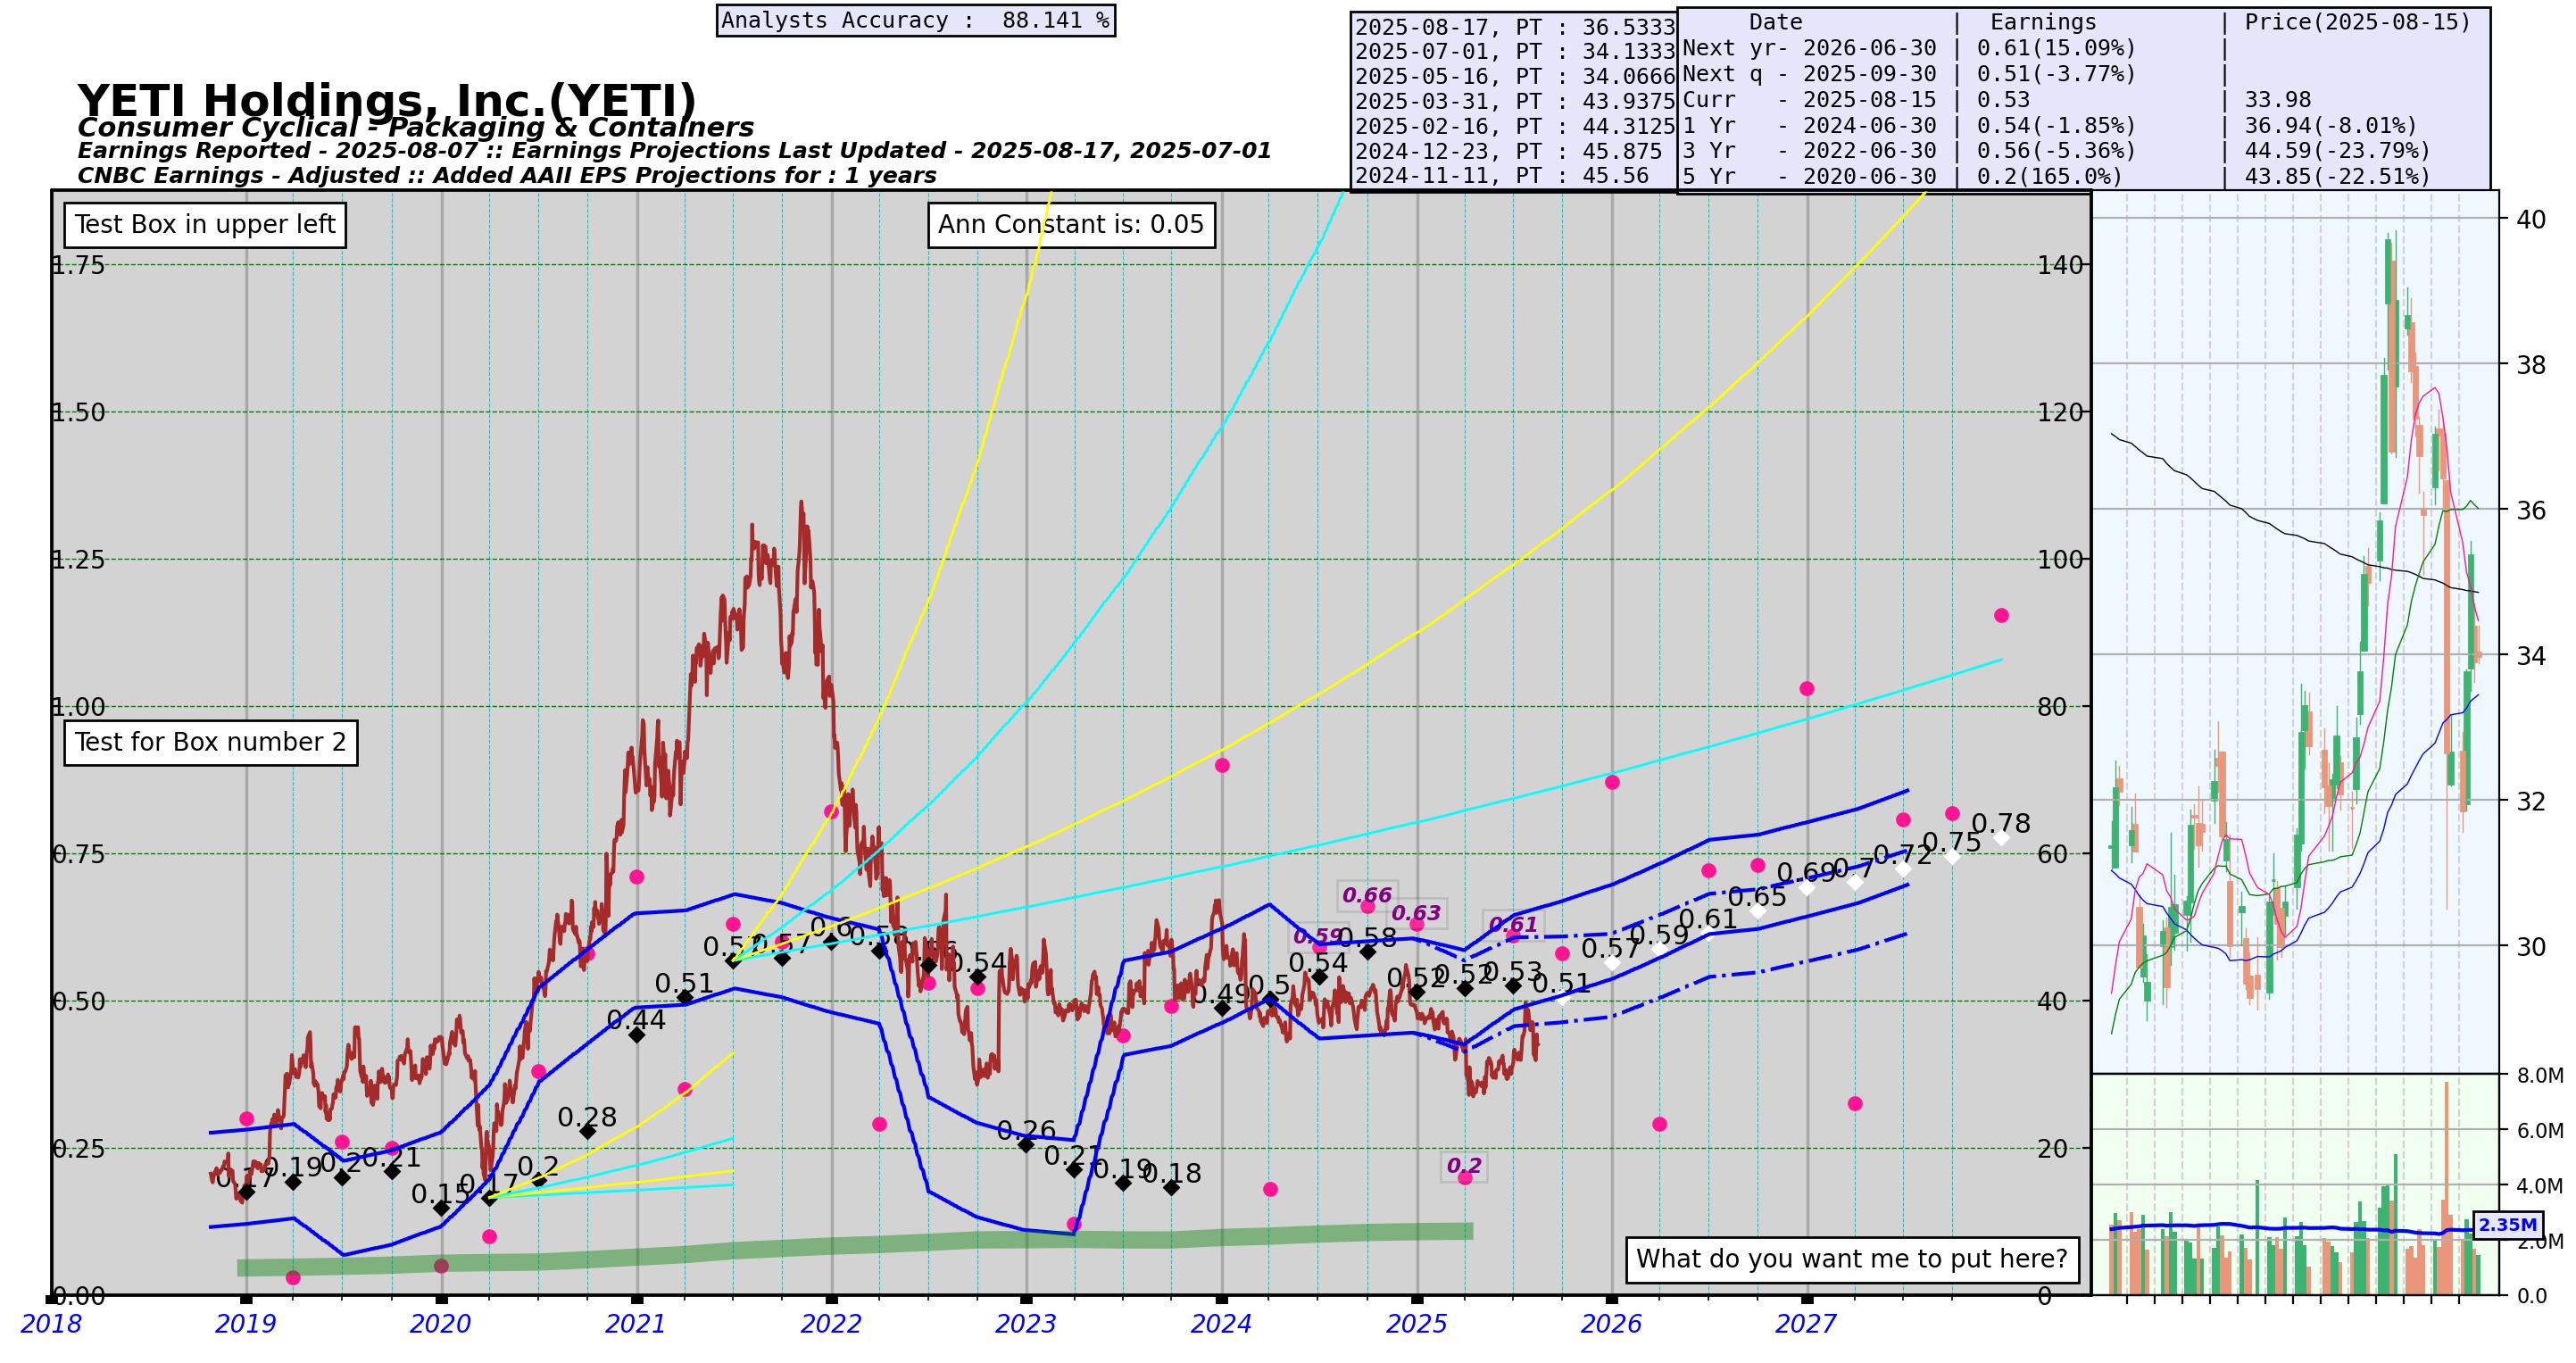 Analysts Accuracy :  88.141 %
2025-08-17, PT : 36.5333
2025-07-01, PT : 34.1333
2025-05-16, PT : 34.0666
2025-03-31, PT : 43.9375
2025-02-16, PT : 44.3125
2024-12-23, PT : 45.875
2024-11-11, PT : 45.56
Date | Earnings | Price(2025-08-15)
Next yr- 2026-06-30 | 0.61(15.09%) |
Next q - 2025-09-30 | 0.51(-3.77%) |
Curr - 2025-08-15 | 0.53 | 33.98
1 Yr - 2024-06-30 | 0.54(-1.85%) | 36.94(-8.01%)
3 Yr - 2022-06-30 | 0.56(-5.36%) | 44.59(-23.79%)
5 Yr - 2020-06-30 | 0.2(165.0%) | 43.85(-22.51%)
YETI Holdings, Inc.(YETI)
Consumer Cyclical - Packaging & Containers
Earnings Reported - 2025-08-07 :: Earnings Projections Last Updated - 2025-08-17, 2025-07-01
CNBC Earnings - Adjusted :: Added AAII EPS Projections for : 1 years
Test Box in upper left
Ann Constant is: 0.05
Test for Box number 2
What do you want me to put here?
1.75
1.50
1.25
1.00
0.75
0.50
0.25
0.00
140
120
100
80
60
40
20
0
0.17
0.19
0.2
0.21
0.15
0.17
0.2
0.28
0.44
0.51
0.57
0.57
0.6
0.54
0.26
0.21
0.19
0.18
0.49
0.5
0.54
0.58
0.52
0.52
0.53
0.51
0.57
0.59
0.61
0.65
0.69
0.7
0.72
0.75
0.78
0.59
0.66
0.63
0.2
0.61
40
38
36
34
32
30
8.0M
6.0M
4.0M
2.35M
2.0M
0.0
2018
2019
2020
2021
2022
2023
2024
2025
2026
2027